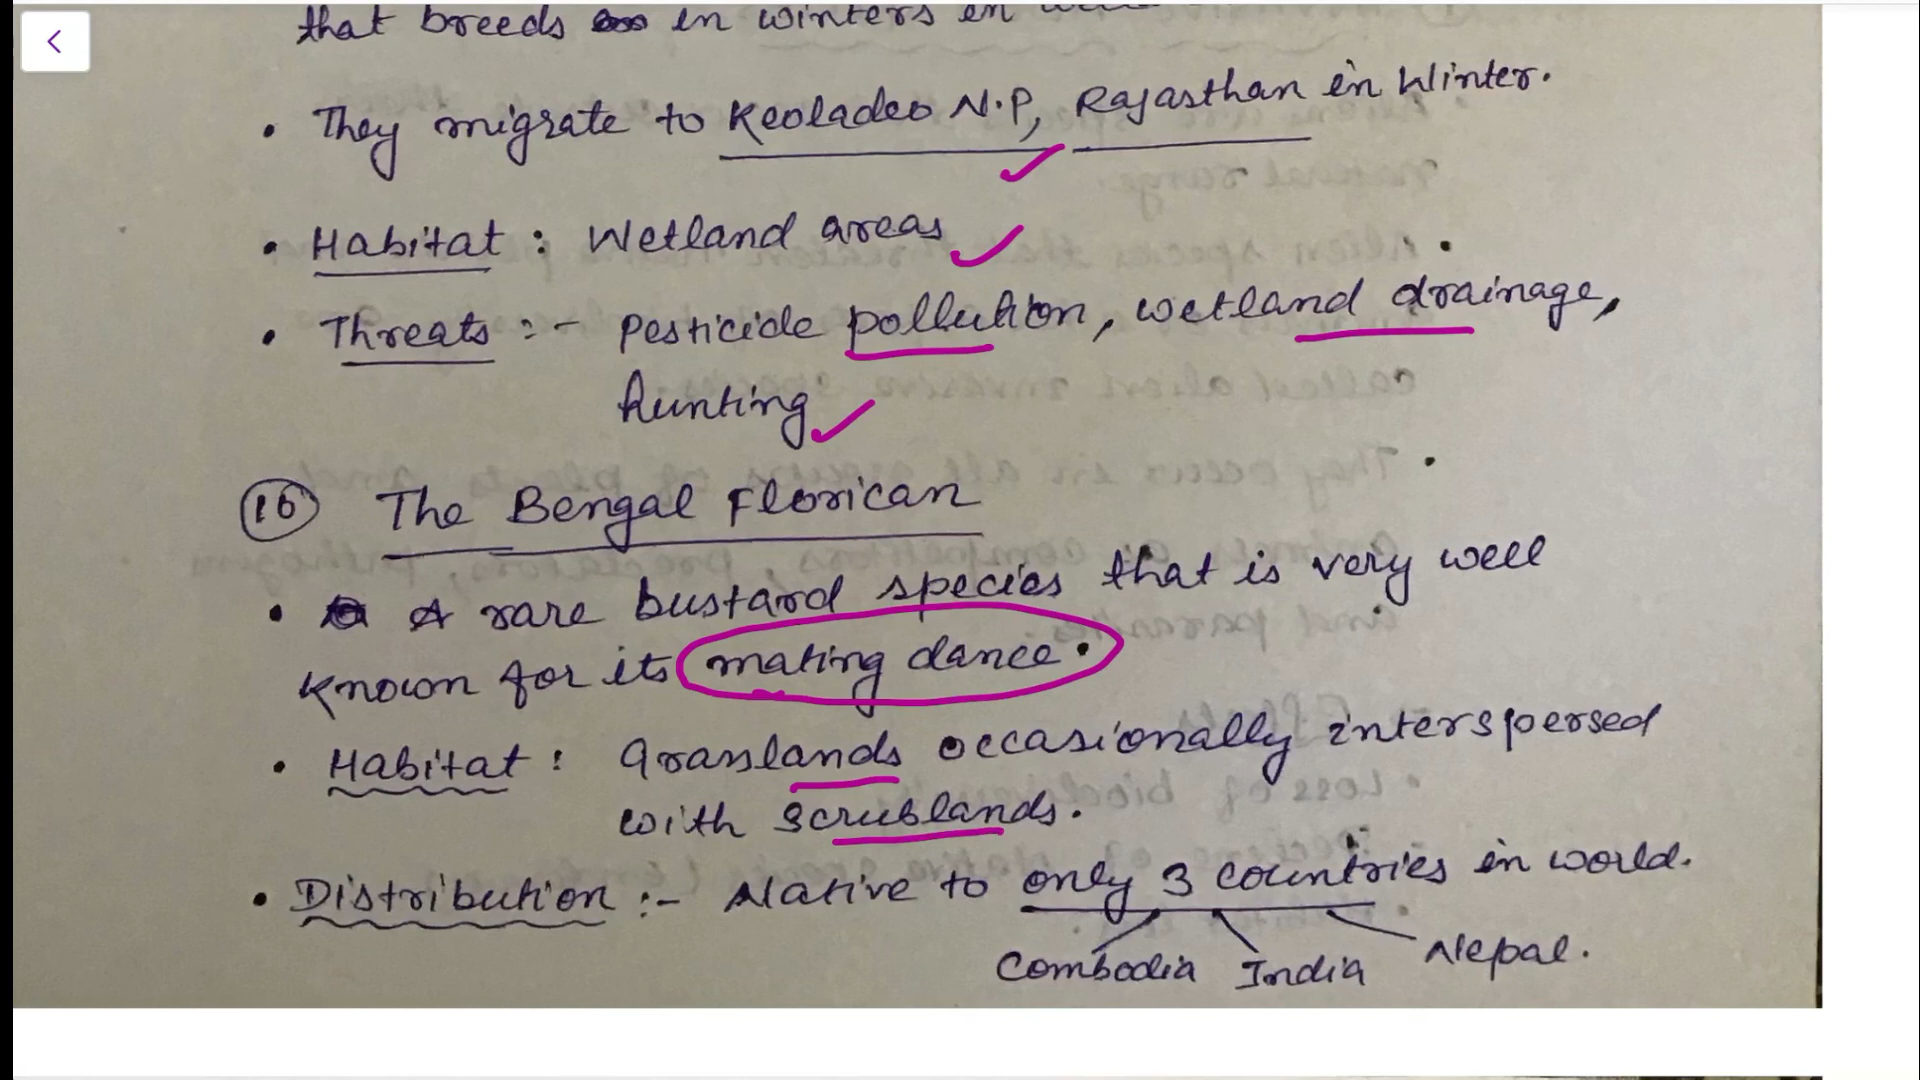 that breeds in winters in
• They migrate to Keoladeo N.P, Rajasthan in Winter.
• Habitat : Wetland areas
• Threats :- Pesticide pollution, wetland drainage,
hunting
16 The Bengal Florican
• A rare bustard species that is very well
known for its mating dance.
• Habitat : Grasslands occasionally interspersed
with scrublands.
• Distribution :- Native to only 3 countries in world.
Combodia India Nepal.